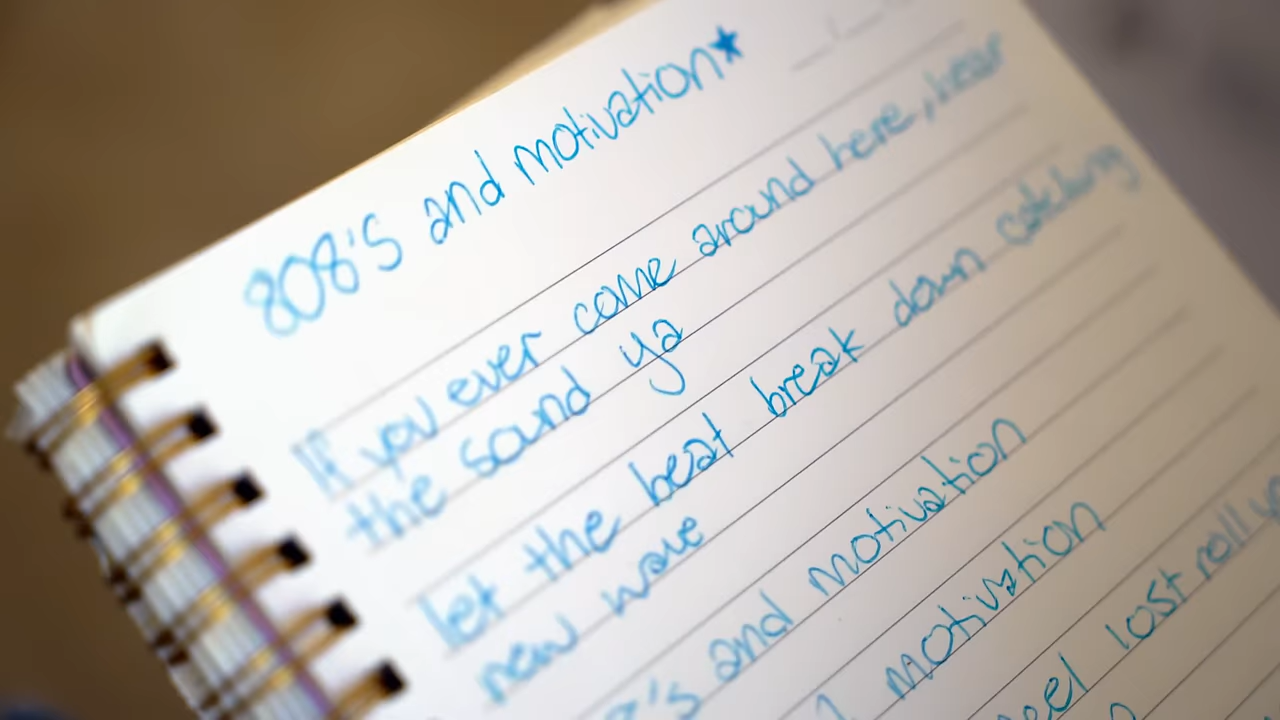 808's and motivation★
If you ever come around here, hear
the sound ya
let the beat break down catching
new wave
's and motivation
motivation
lost roll